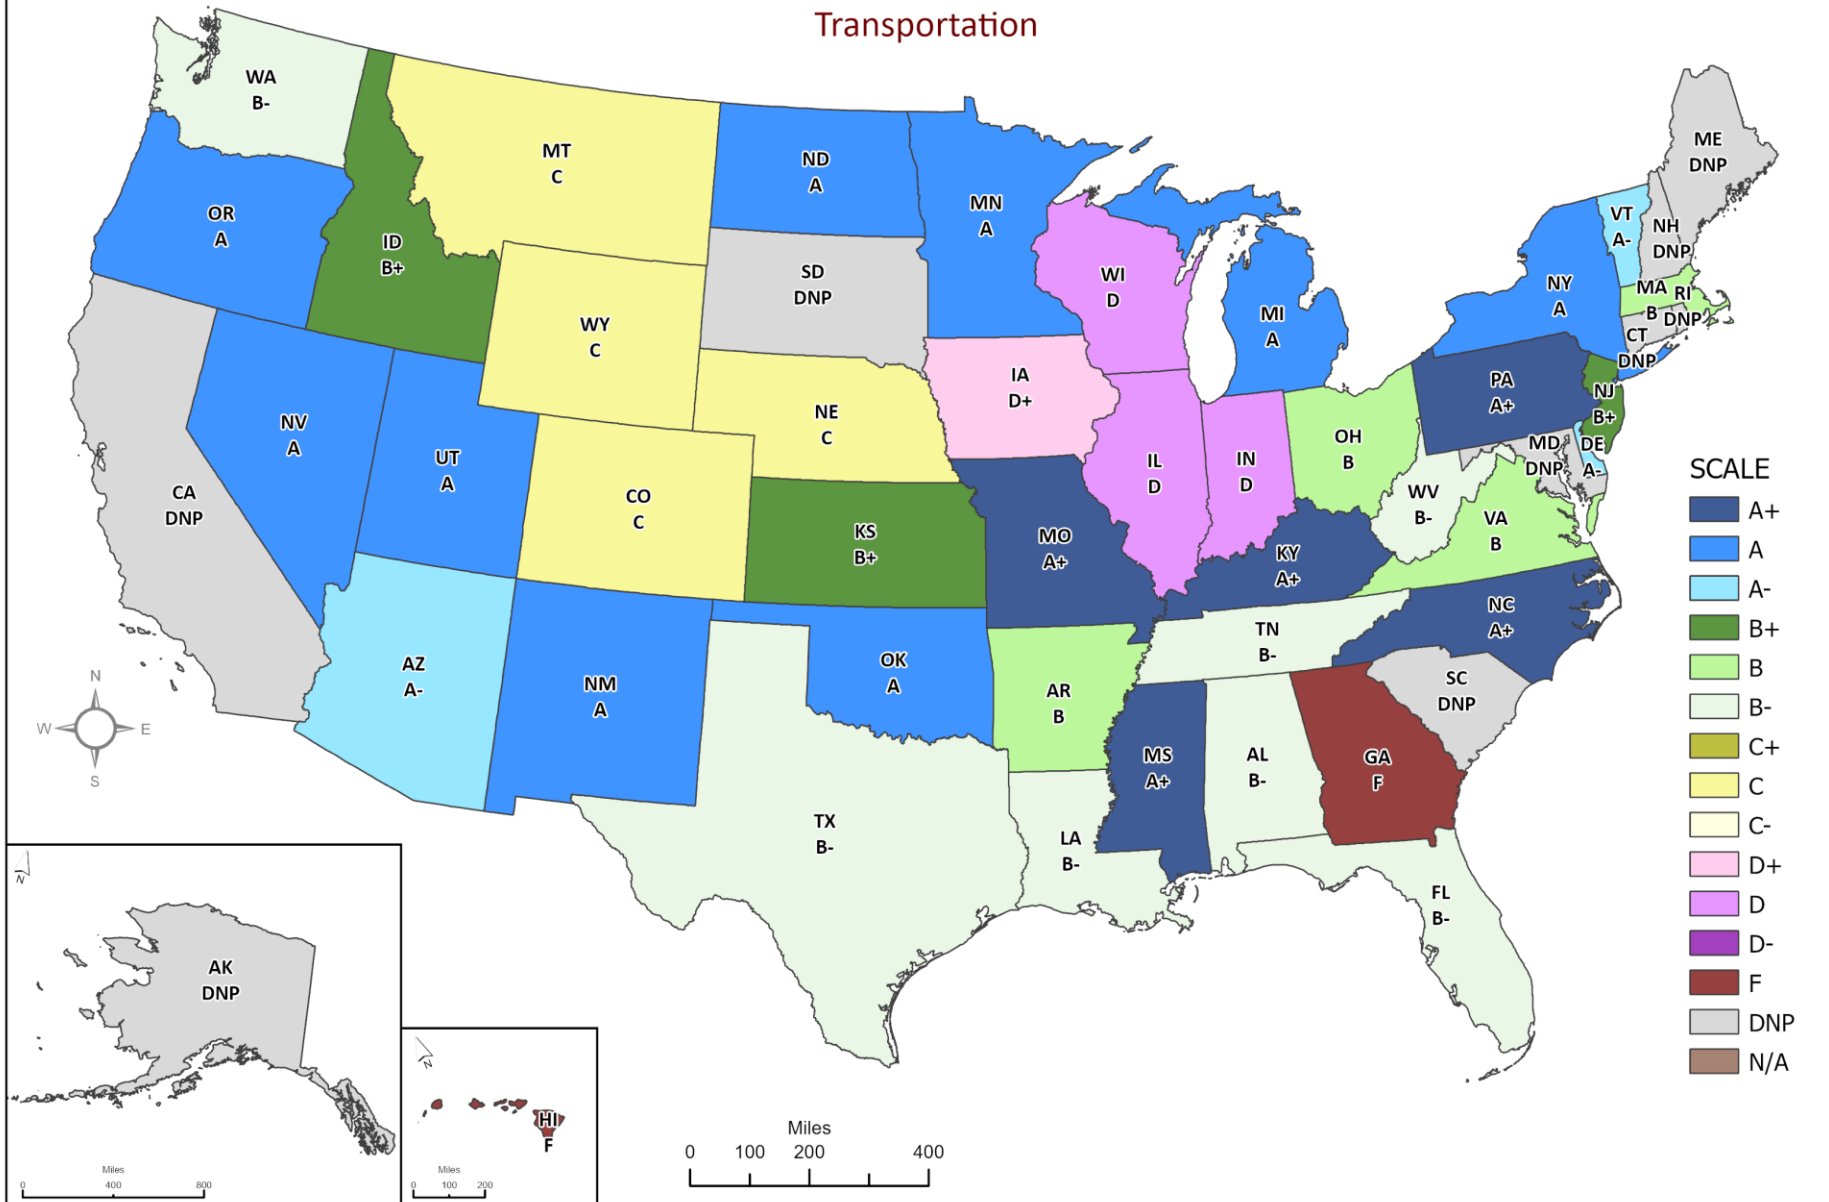 Transportation
WA
B-
MT
C
ND
A
MN
A
ME
DNP
OR
A
ID
B+
VT
A-
NH
DNP
SD
DNP
WI
D
NY
A
MA
B
RI
DNP
MI
A
WY
C
CT
DNP
IA
D+
PA
A+
NJ
B+
NE
C
NV
A
UT
A
OH
B
MD
DNP
DE
A-
IL
D
IN
D
CA
DNP
CO
C
WV
B-
VA
B
KS
B+
MO
A+
KY
A+
NC
A+
TN
B-
AZ
A-
NM
A
OK
A
AR
B
SC
DNP
MS
A+
AL
B-
GA
F
TX
B-
LA
B-
FL
B-
AK
DNP
HI
F
SCALE
A+
A
A-
B+
B
B-
C+
C
C-
D+
D
D-
F
DNP
N/A
N
W
E
S
N
N
Miles
0 400 800
Miles
0 100 200
Miles
0 100 200 400